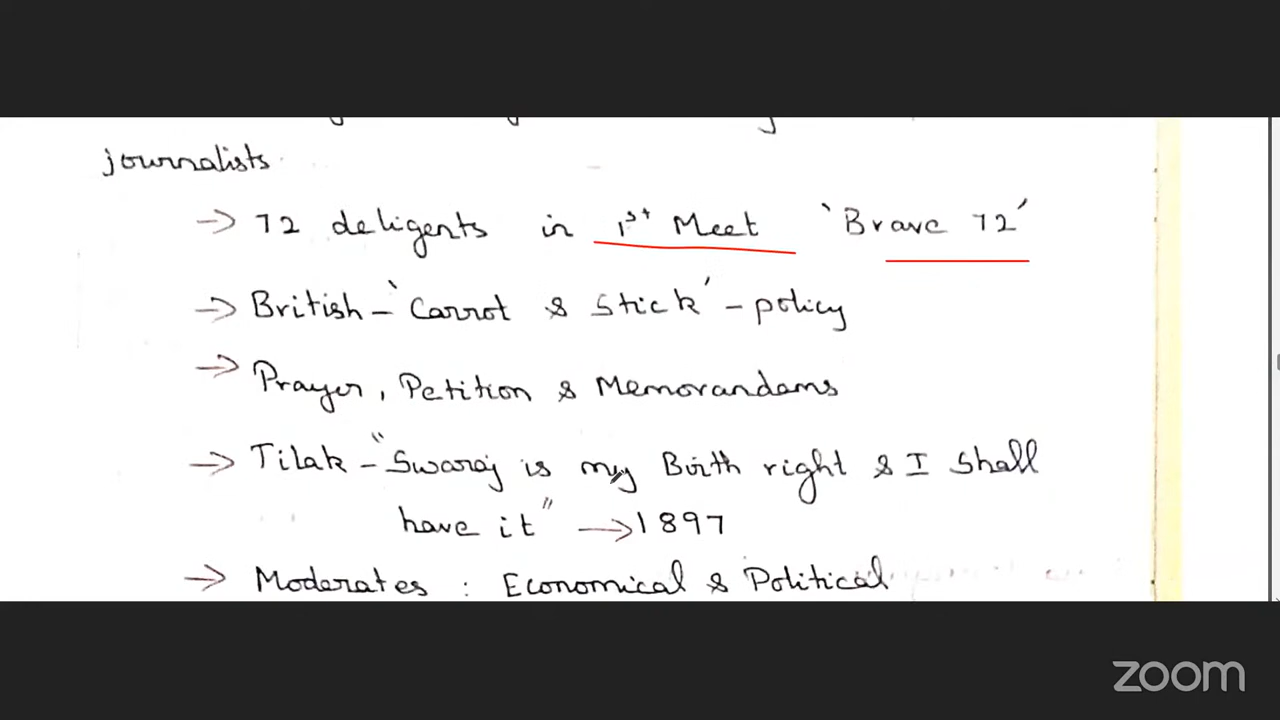 journalists
→ 72 deligents in 1st Meet 'Brave 72'
→ British - 'Carrot & Stick' - policy
→ Prayer, Petition & Memorandams
→ Tilak - "Swaraj is my Birth right & I Shall
have it" → 1897
→ Moderates : Economical & Political
zoom